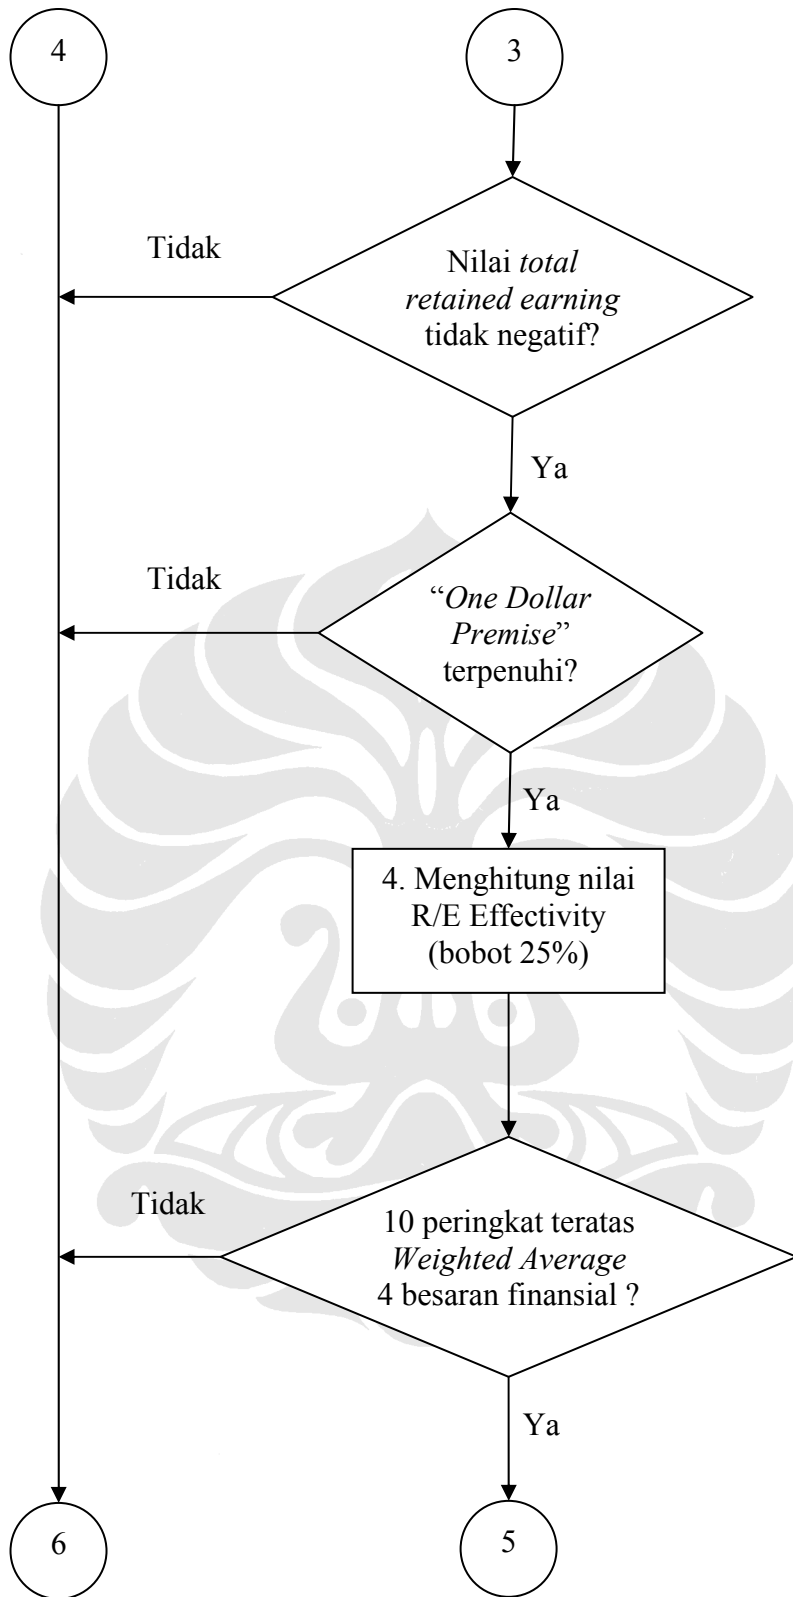 4
3
Tidak
Nilai total
retained earning
tidak negatif?
Ya
Tidak
“One Dollar
Premise”
terpenuhi?
Ya
4. Menghitung nilai
R/E Effectivity
(bobot 25%)
Tidak
10 peringkat teratas
Weighted Average
4 besaran finansial ?
Ya
6
5